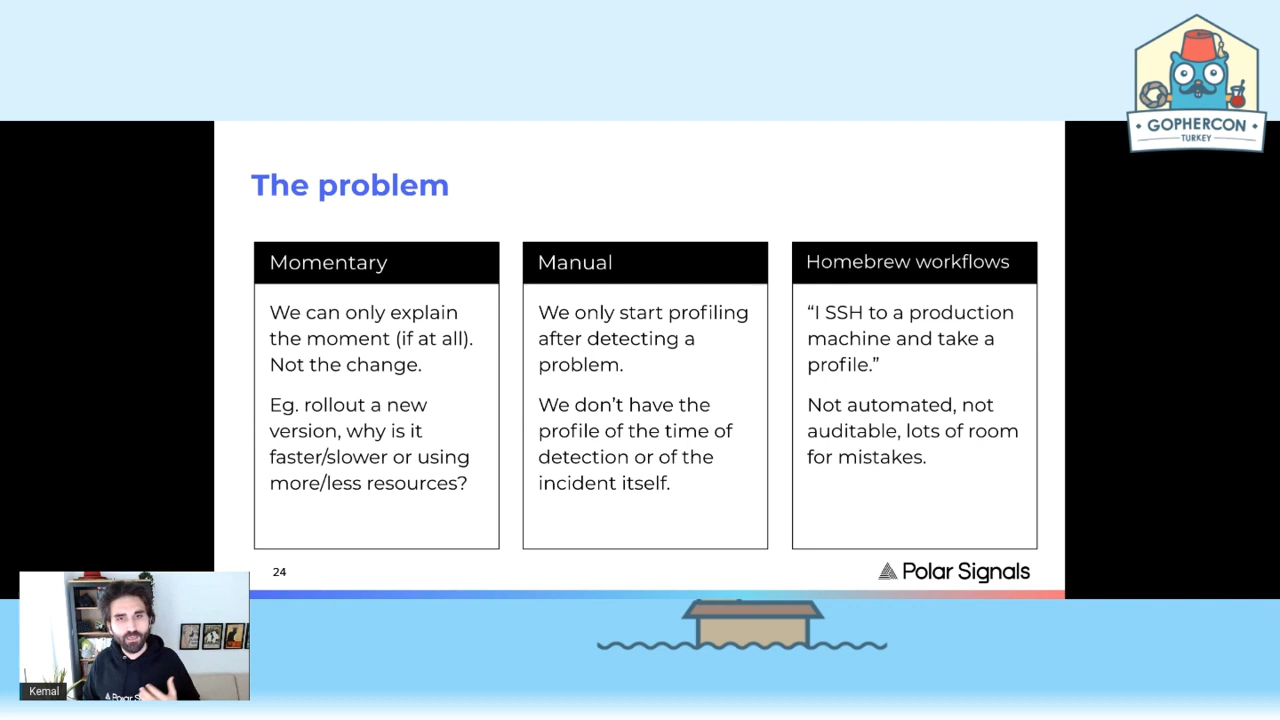 GOPHERCON
TURKEY
The problem
Momentary
We can only explain
the moment (if at all).
Not the change.
Eg. rollout a new
version, why is it
faster/slower or using
more/less resources?
Manual
We only start profiling
after detecting a
problem.
We don’t have the
profile of the time of
detection or of the
incident itself.
Homebrew workflows
“I SSH to a production
machine and take a
profile.”
Not automated, not
auditable, lots of room
for mistakes.
24
Polar Signals
Kemal